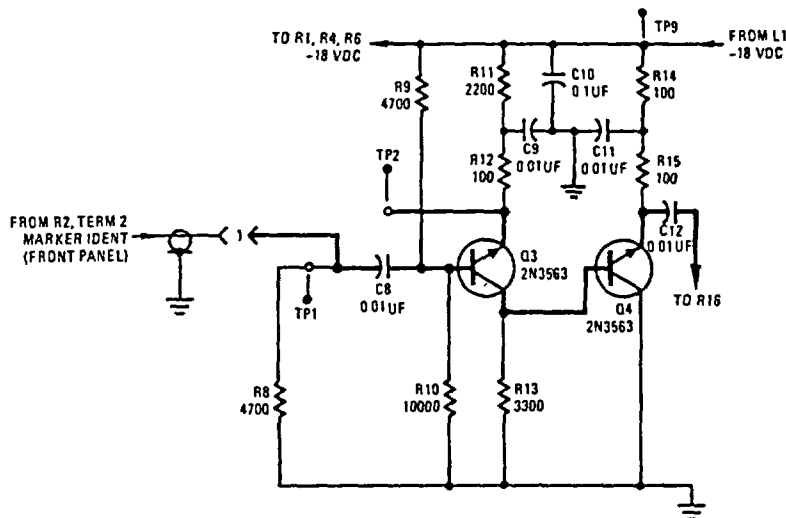 TP9
TO R1, R4, R6
-18 VDC
FROM L1
-18 VDC
R9
4700
R11
2200
C10
0.1UF
R14
100
C9
0.01UF
C11
0.01UF
TP2
R12
100
R15
100
C12
0.01UF
FROM R2, TERM 2
MARKER IDENT
(FRONT PANEL)
Q3
2N3563
C8
0.01UF
TP1
Q4
2N3563
TO R16
R8
4700
R10
10000
R13
3300